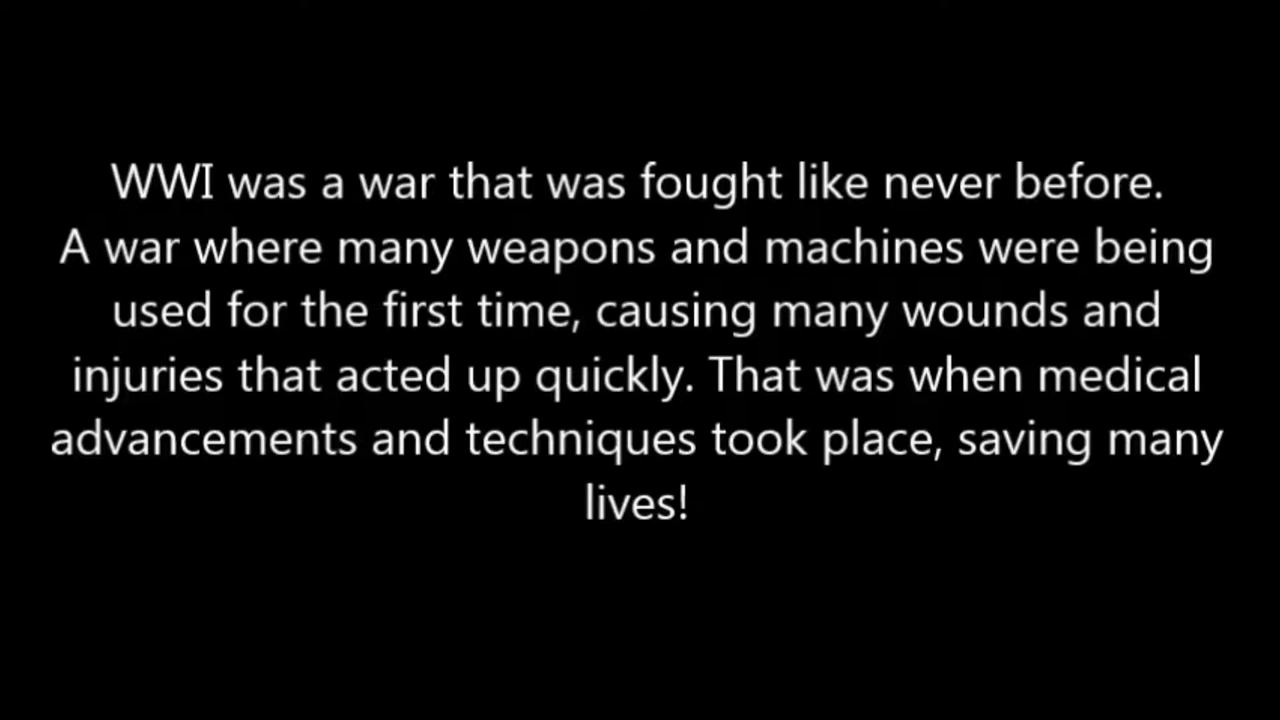 WWI was a war that was fought like never before.
A war where many weapons and machines were being
used for the first time, causing many wounds and
injuries that acted up quickly. That was when medical
advancements and techniques took place, saving many
lives!